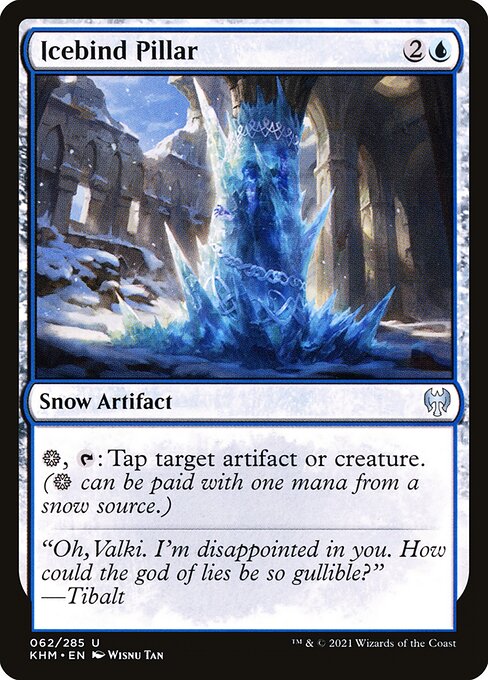 Icebind Pillar 2
Snow Artifact
: Tap target artifact or creature.
( can be paid with one mana from a
snow source.)
“Oh, Valki. I’m disappointed in you. How
could the god of lies be so gullible?”
—Tibalt
062/285 U
KHM • EN Wisnu Tan
™ & © 2021 Wizards of the Coast